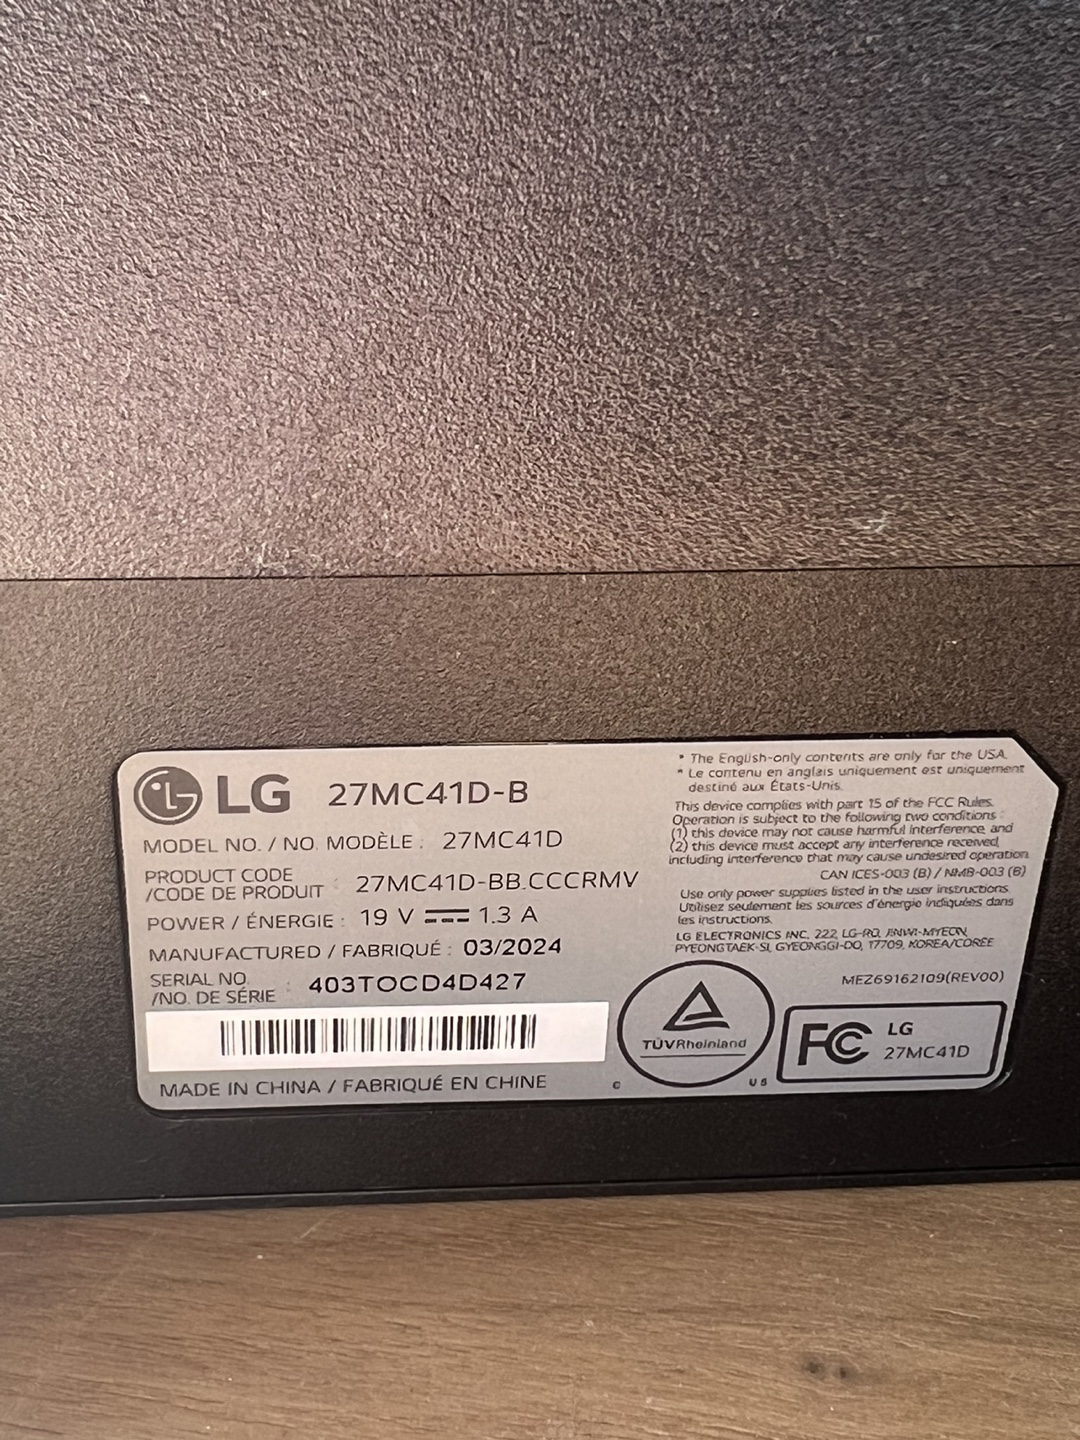 LG 27MC41D-B
MODEL NO. / NO. MODÈLE : 27MC41D
PRODUCT CODE
/CODE DE PRODUIT : 27MC41D-BB.CCCRMV
POWER / ÉNERGIE : 19 V 1.3 A
MANUFACTURED / FABRIQUÉ : 03/2024
SERIAL NO.
/NO. DE SÉRIE : 403TOCD4D427
MADE IN CHINA / FABRIQUÉ EN CHINE
* The English-only contents are only for the USA.
* Le contenu en anglais uniquement est uniquement
destiné aux États-Unis.
This device complies with part 15 of the FCC Rules.
Operation is subject to the following two conditions :
(1) this device may not cause harmful interference, and
(2) this device must accept any interference received,
including interference that may cause undesired operation.
CAN ICES-003 (B) / NMB-003 (B)
Use only power supplies listed in the user instructions.
Utilisez seulement les sources d'énergie indiquées dans
les instructions.
LG ELECTRONICS INC. 222, LG-RO, JINWI-MYEON,
PYEONGTAEK-SI, GYEONGGI-DO, 17709, KOREA/CORÉE
MEZ69162109(REV00)
TÜVRheinland
C US
FC LG
27MC41D